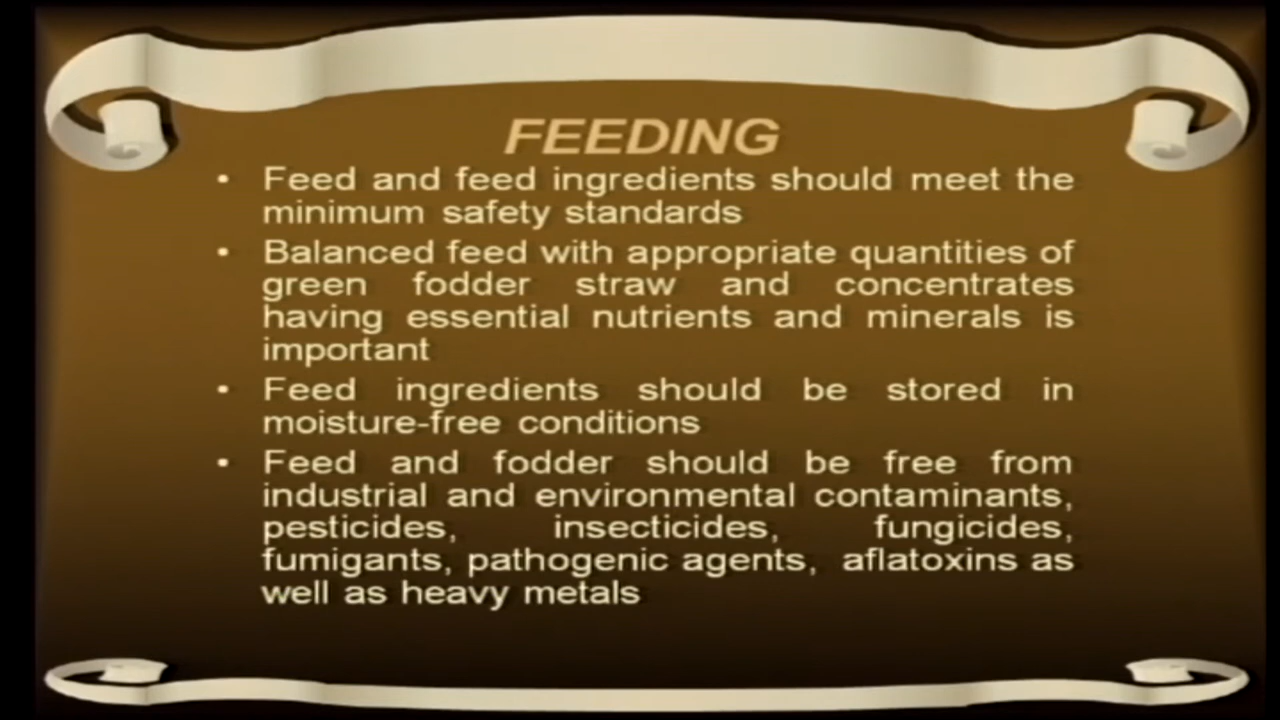 FEEDING
• Feed and feed ingredients should meet the
minimum safety standards
• Balanced feed with appropriate quantities of
green fodder straw and concentrates
having essential nutrients and minerals is
important
• Feed ingredients should be stored in
moisture-free conditions
• Feed and fodder should be free from
industrial and environmental contaminants,
pesticides, insecticides, fungicides,
fumigants, pathogenic agents, aflatoxins as
well as heavy metals